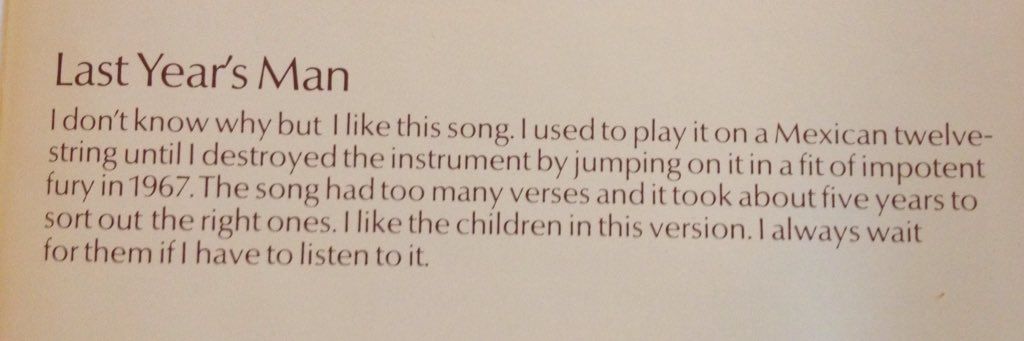 Last Year's Man
I don't know why but I like this song. I used to play it on a Mexican twelve-
string until I destroyed the instrument by jumping on it in a fit of impotent
fury in 1967. The song had too many verses and it took about five years to
sort out the right ones. I like the children in this version. I always wait
for them if I have to listen to it.